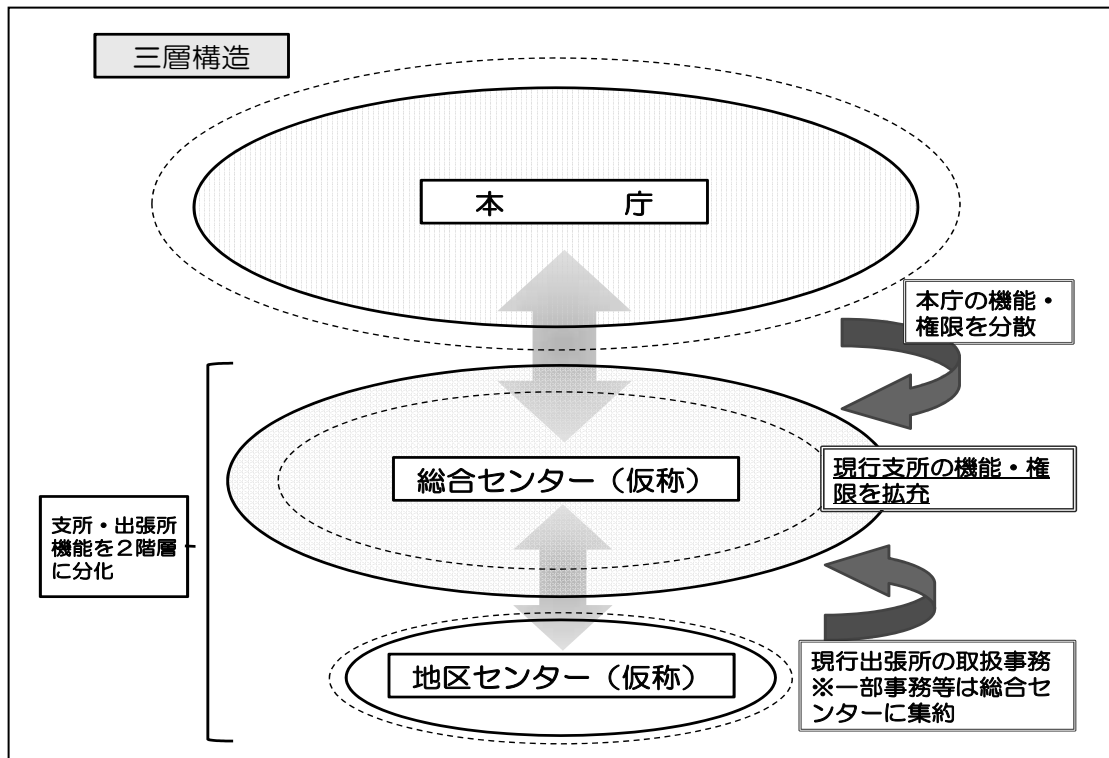 三層構造
本　　　　庁
本庁の機能・
権限を分散
総合センター（仮称）
現行支所の機能・権
限を拡充
支所・出張所
機能を２階層
に分化
地区センター（仮称）
現行出張所の取扱事務
※一部事務等は総合セ
ンターに集約